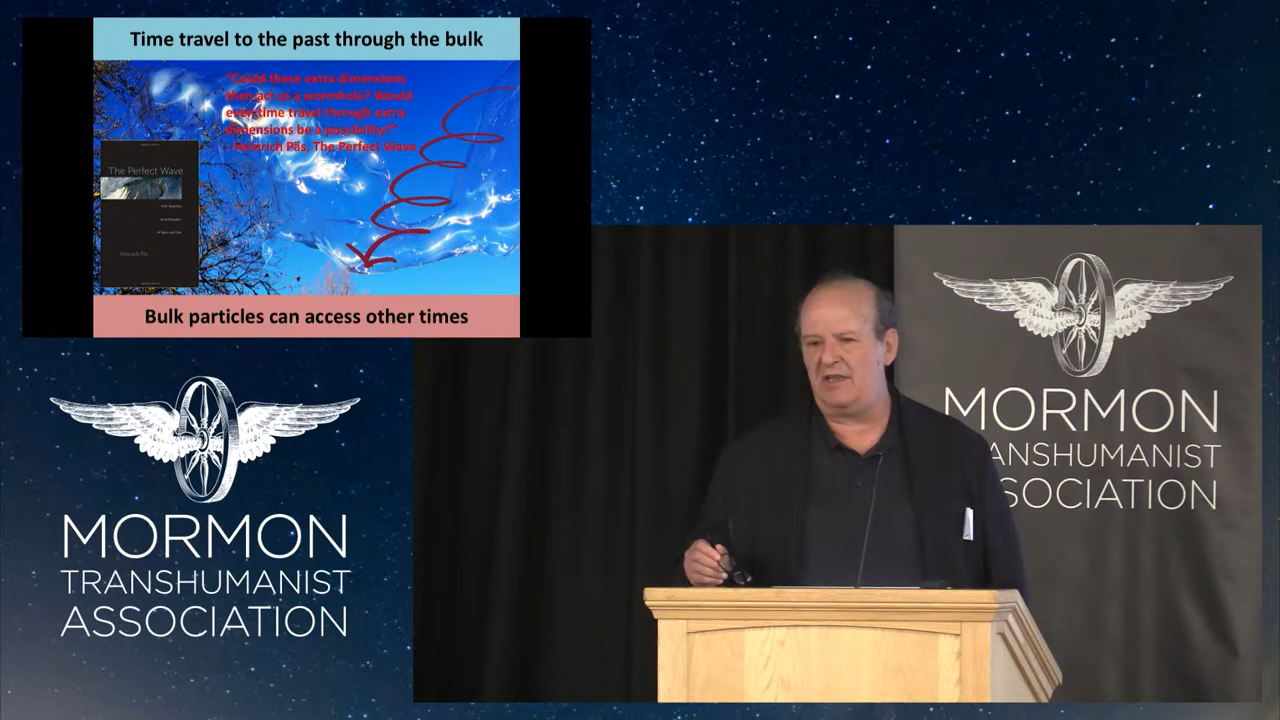 Time travel to the past through the bulk
"Could these extra dimensions
then act as a wormhole? Would
even time travel through extra
dimensions be a possibility?"
- Heinrich Päs, The Perfect Wave
The Perfect Wave
Heinrich Päs
Bulk particles can access other times
MORMON
TRANSHUMANIST
ASSOCIATION
MORMON
ANSHUMANIST
SOCIATION